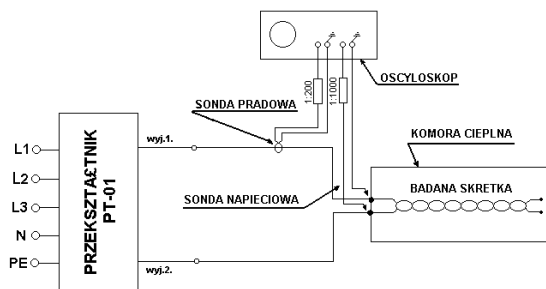 OSCYLOSKOP
1:200
1:1000
SONDA PRADOWA
KOMORA CIEPLNA
wyj.1.
L1
L2
L3
N
PE
PRZEKSZTAŁTNIK
PT-01
BADANA SKRETKA
SONDA NAPIECIOWA
wyj.2.